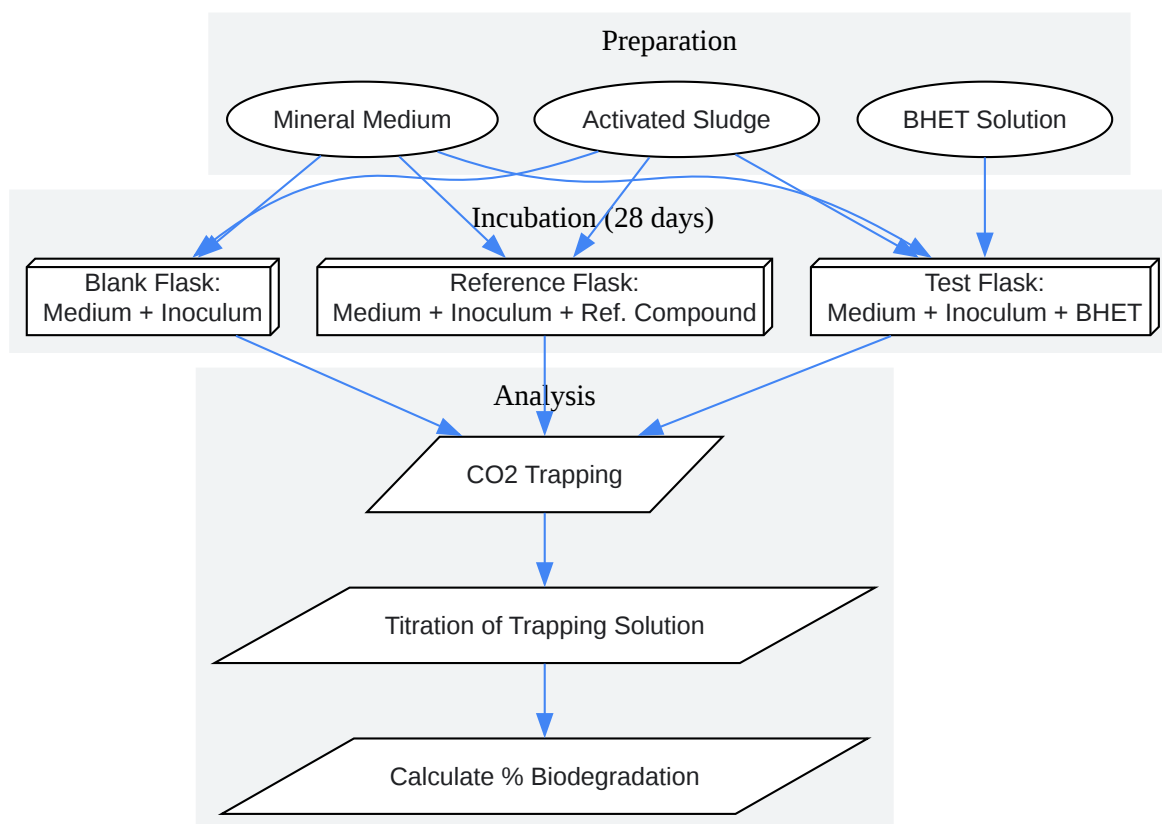 Preparation
Mineral Medium
Activated Sludge
BHET Solution
Incubation (28 days)
Blank Flask:
Medium + Inoculum
Reference Flask:
Medium + Inoculum + Ref. Compound
Test Flask:
Medium + Inoculum + BHET
Analysis
CO2 Trapping
Titration of Trapping Solution
Calculate % Biodegradation